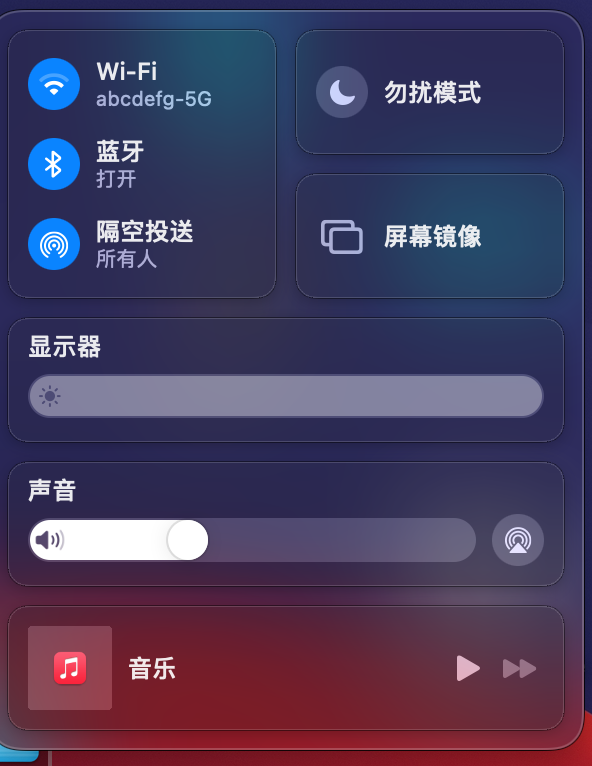 Wi-Fi
abcdefg-5G
蓝牙
打开
隔空投送
所有人
勿扰模式
屏幕镜像
显示器
声音
音乐